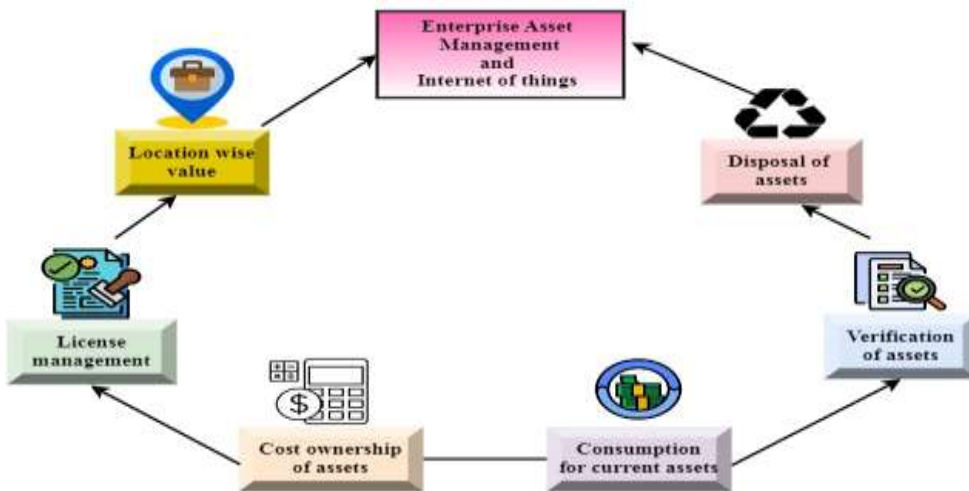 Enterprise Asset
Management
and
Internet of things
Location wise
value
Disposal of
assets
License
management
Verification
of assets
$
Cost ownership
of assets
Consumption
for current assets